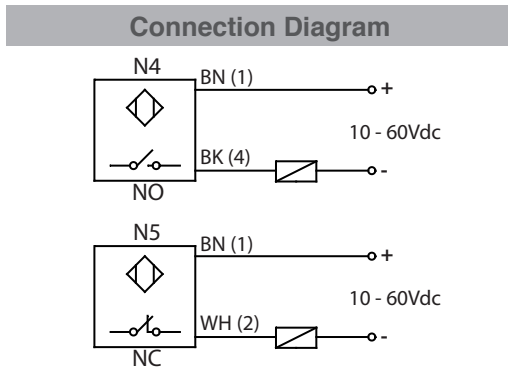 Connection Diagram
N4
BN (1)
+
10 - 60Vdc
BK (4)
-
NO
N5
BN (1)
+
10 - 60Vdc
WH (2)
-
NC